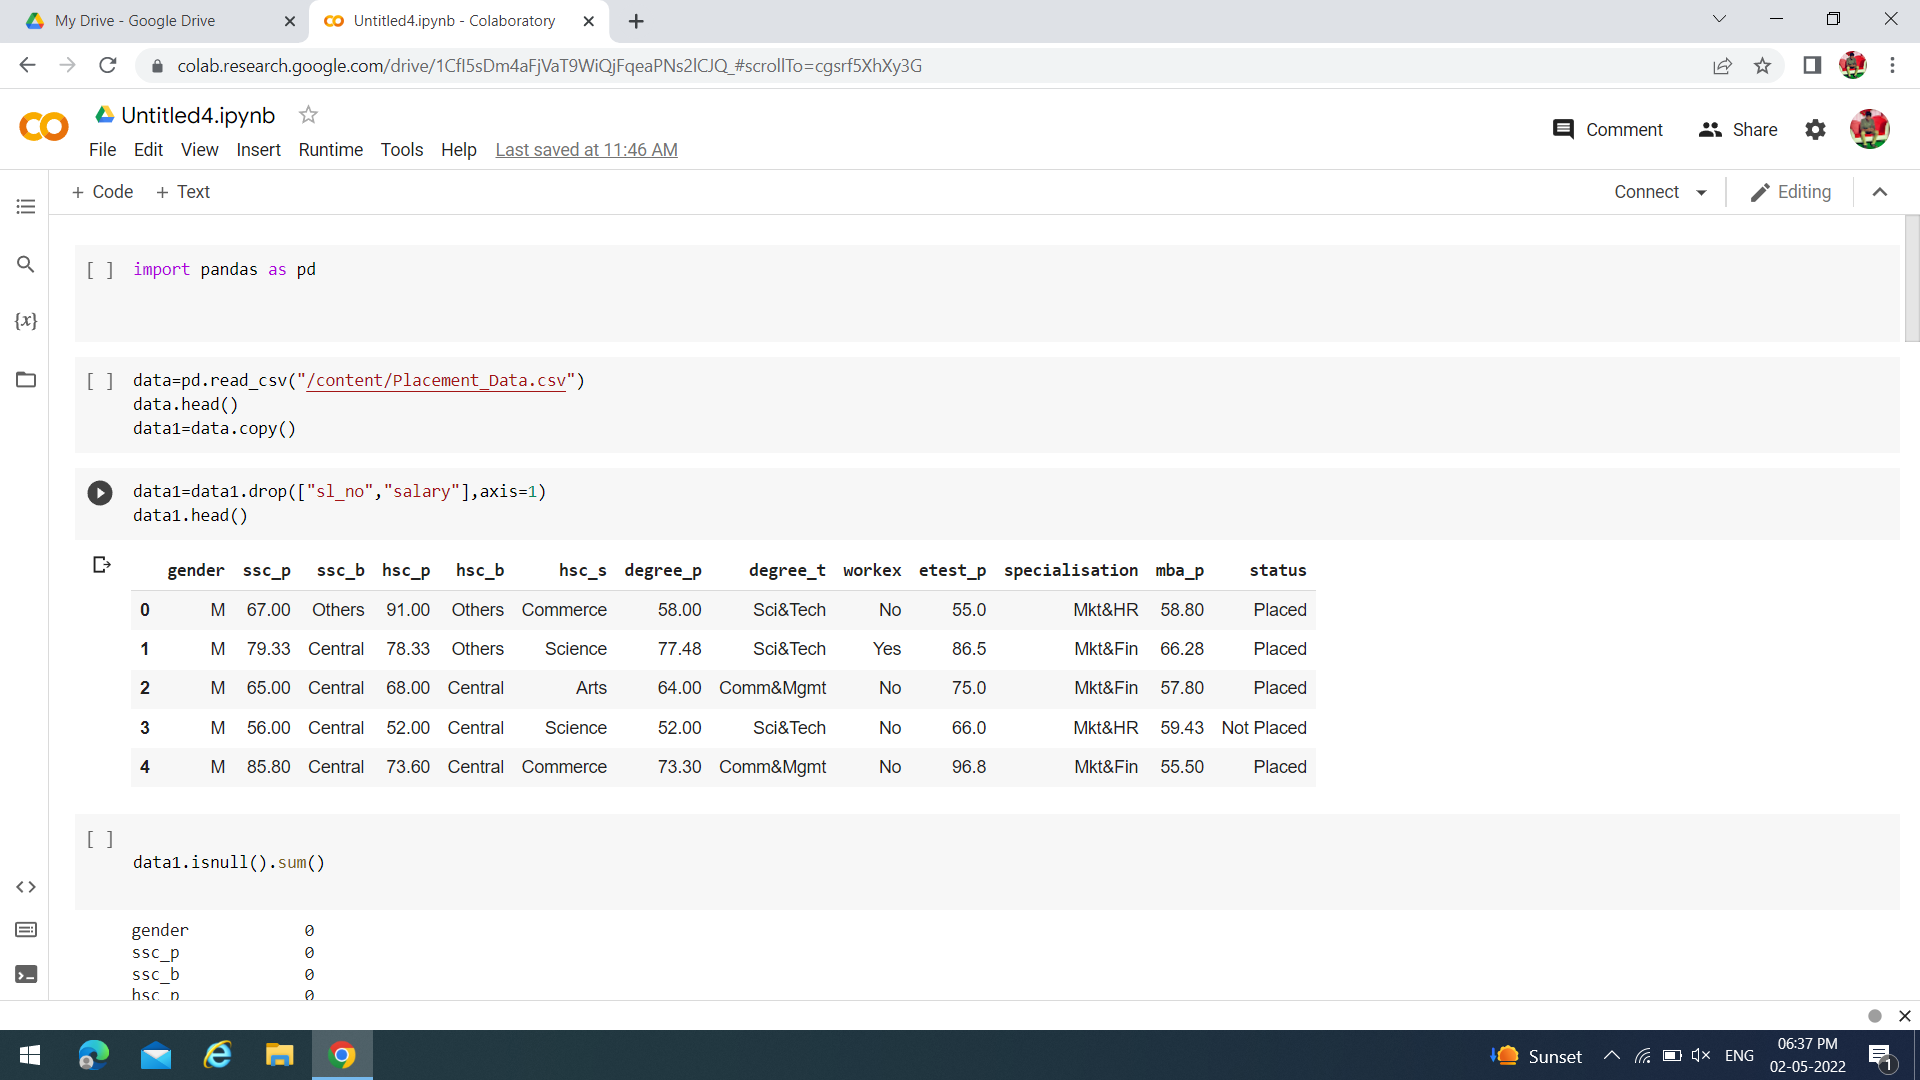 My Drive - Google Drive
Untitled4.ipynb - Colaboratory
colab.research.google.com/drive/1CfI5sDm4aFjVaT9WiQjFqeaPNs2lCJQ_#scrollTo=cgsrf5XhXy3G
Untitled4.ipynb
Comment Share
File Edit View Insert Runtime Tools Help Last saved at 11:46 AM
+ Code + Text Connect Editing
[ ] import pandas as pd
{x}
[ ] data=pd.read_csv("/content/Placement_Data.csv")
data.head()
data1=data.copy()
data1=data1.drop(["sl_no","salary"],axis=1)
data1.head()
gender ssc_p ssc_b hsc_p hsc_b hsc_s degree_p degree_t workex etest_p specialisation mba_p status
0 M 67.00 Others 91.00 Others Commerce 58.00 Sci&Tech No 55.0 Mkt&HR 58.80 Placed
1 M 79.33 Central 78.33 Others Science 77.48 Sci&Tech Yes 86.5 Mkt&Fin 66.28 Placed
2 M 65.00 Central 68.00 Central Arts 64.00 Comm&Mgmt No 75.0 Mkt&Fin 57.80 Placed
3 M 56.00 Central 52.00 Central Science 52.00 Sci&Tech No 66.0 Mkt&HR 59.43 Not Placed
4 M 85.80 Central 73.60 Central Commerce 73.30 Comm&Mgmt No 96.8 Mkt&Fin 55.50 Placed
[ ]
data1.isnull().sum()
gender 0
ssc_p 0
ssc_b 0
hsc_p 0
Sunset ENG 06:37 PM
02-05-2022
1